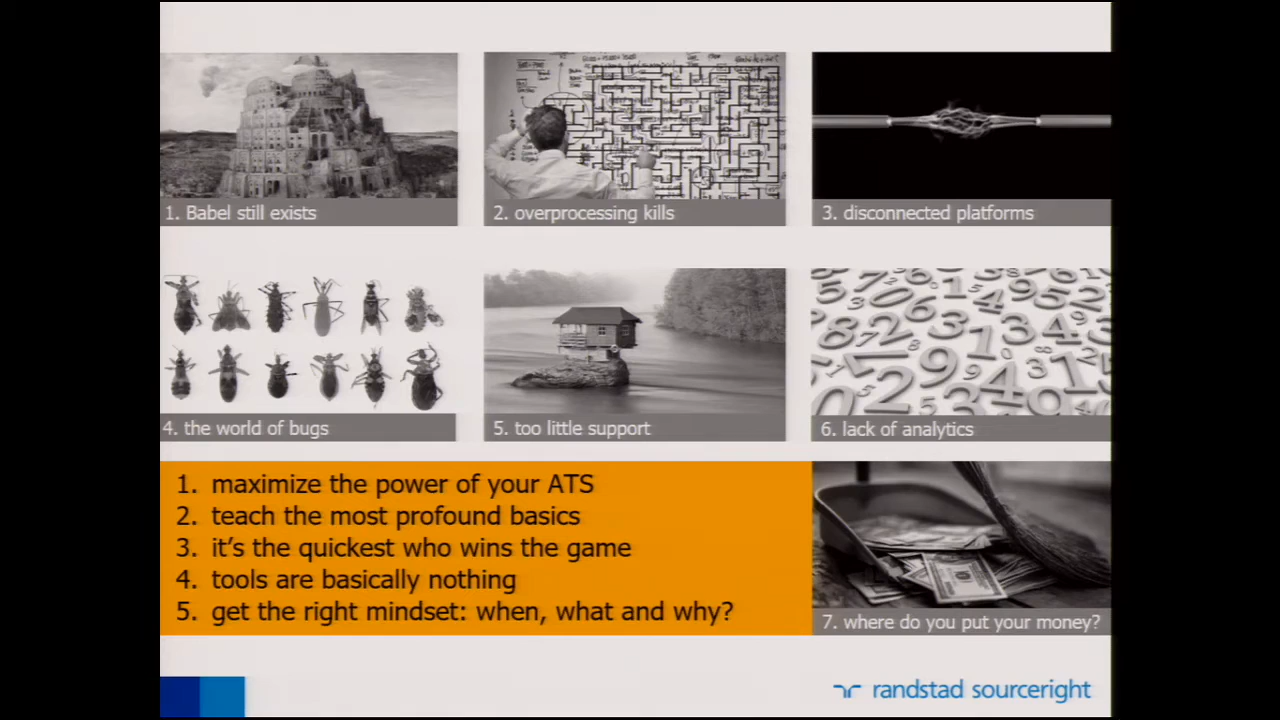 1. Babel still exists
2. overprocessing kills
3. disconnected platforms
4. the world of bugs
5. too little support
6. lack of analytics
1. maximize the power of your ATS
2. teach the most profound basics
3. it's the quickest who wins the game
4. tools are basically nothing
5. get the right mindset: when, what and why?
7. where do you put your money?
randstad sourceright